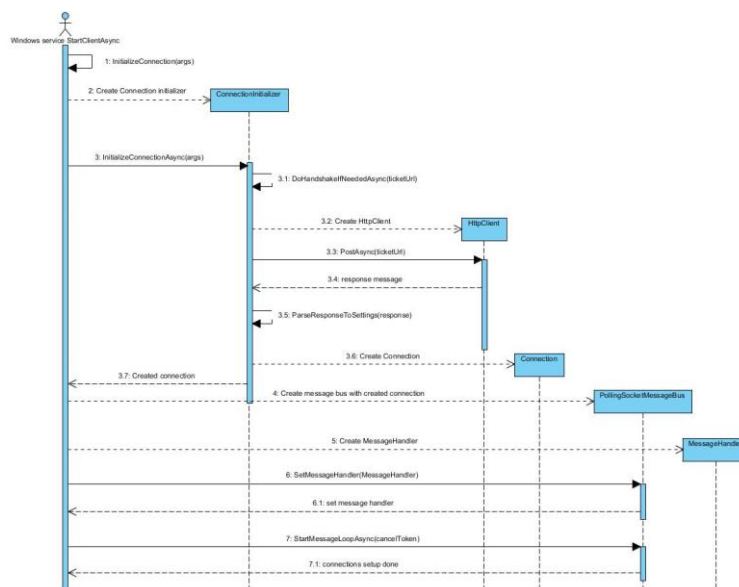 Windows service StartClientAsync
1: InitializeConnection(args)
2: Create Connection initializer
ConnectionInitializer
3: InitializeConnectionAsync(args)
3.1: DoHandshakeIfNeededAsync(ticketUrl)
3.2: Create HttpClient
HttpClient
3.3: PostAsync(ticketUrl)
3.4: response message
3.5: ParseResponseToSettings(response)
3.6: Create Connection
Connection
3.7: Created connection
4: Create message bus with created connection
PollingSocketMessageBus
5: Create MessageHandler
MessageHandler
6: SetMessageHandler(MessageHandler)
6.1: set message handler
7: StartMessageLoopAsync(cancelToken)
7.1: connections setup done